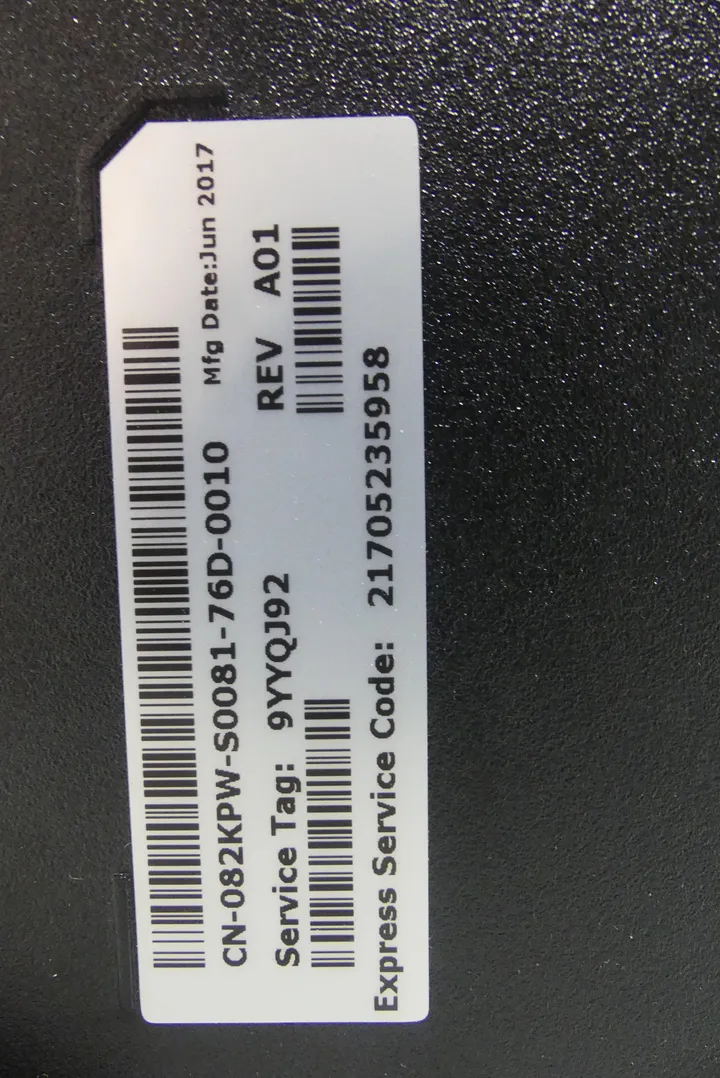 CN-082KPW-S0081-76D-0010 Mfg Date:Jun 2017
Service Tag: 9YYQJ92 REV A01
Express Service Code: 21705235958